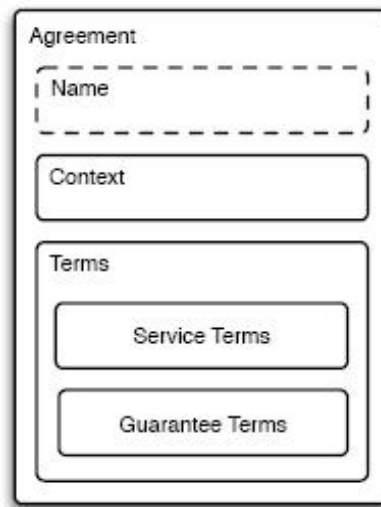 Agreement
Name
Context
Terms
Service Terms
Guarantee Terms